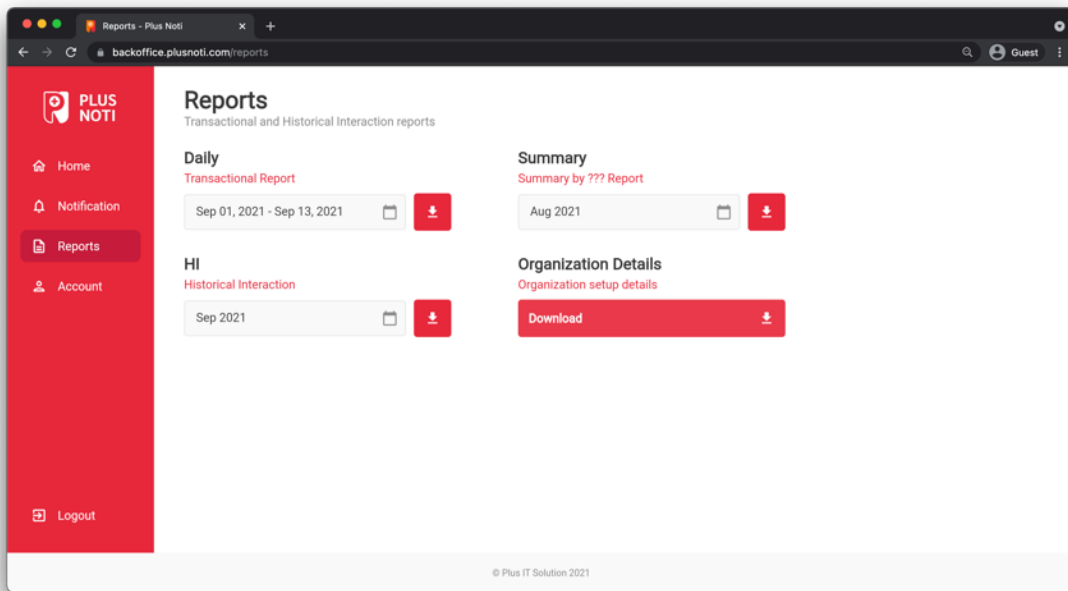 Reports - Plus Noti
backoffice.plusnoti.com/reports
Guest
PLUS
NOTI
Home
Notification
Reports
Account
Logout
Reports
Transactional and Historical Interaction reports
Daily
Transactional Report
Sep 01, 2021 - Sep 13, 2021
Summary
Summary by ??? Report
Aug 2021
HI
Historical Interaction
Sep 2021
Organization Details
Organization setup details
Download
© Plus IT Solution 2021